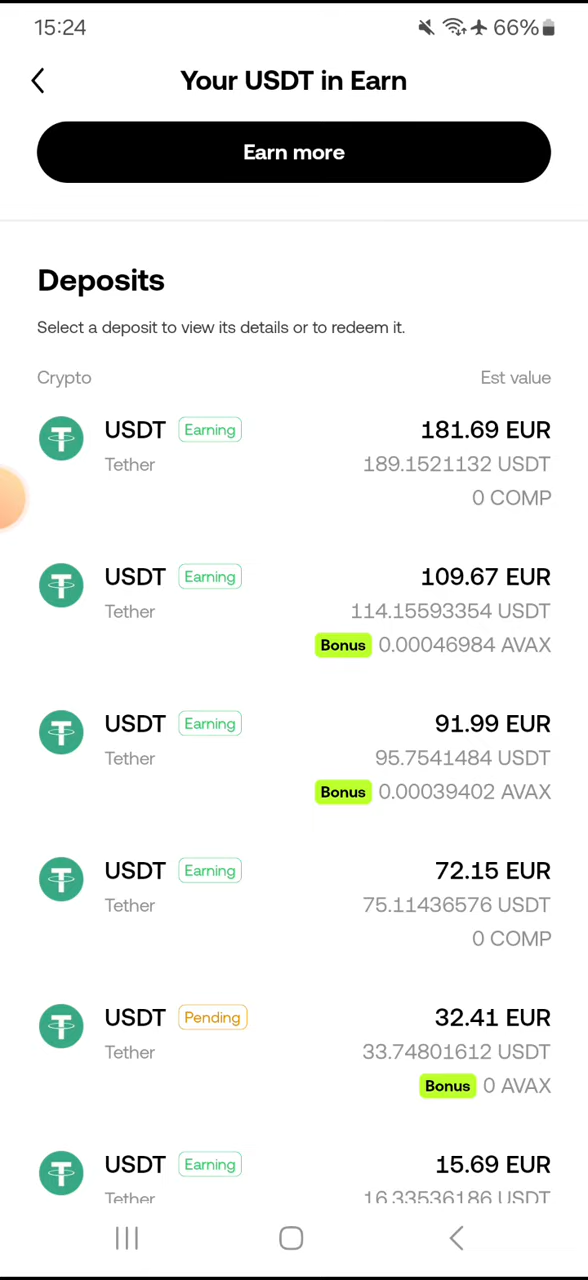 15:24 66%
Your USDT in Earn
Earn more
Deposits
Select a deposit to view its details or to redeem it.
Crypto Est value
USDT Earning 181.69 EUR
Tether 189.1521132 USDT
0 COMP
USDT Earning 109.67 EUR
Tether 114.15593354 USDT
Bonus 0.00046984 AVAX
USDT Earning 91.99 EUR
Tether 95.7541484 USDT
Bonus 0.00039402 AVAX
USDT Earning 72.15 EUR
Tether 75.11436576 USDT
0 COMP
USDT Pending 32.41 EUR
Tether 33.74801612 USDT
Bonus 0 AVAX
USDT Earning 15.69 EUR
Tether 16.33536186 USDT